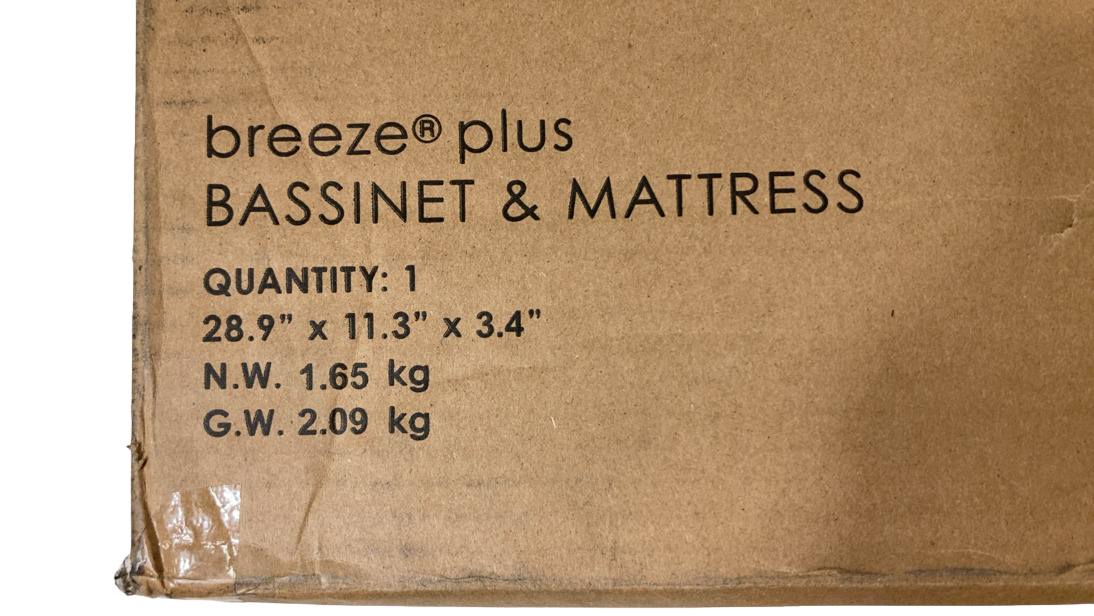 breeze® plus
BASSINET & MATTRESS
QUANTITY: 1
28.9” x 11.3” x 3.4”
N.W. 1.65 kg
G.W. 2.09 kg